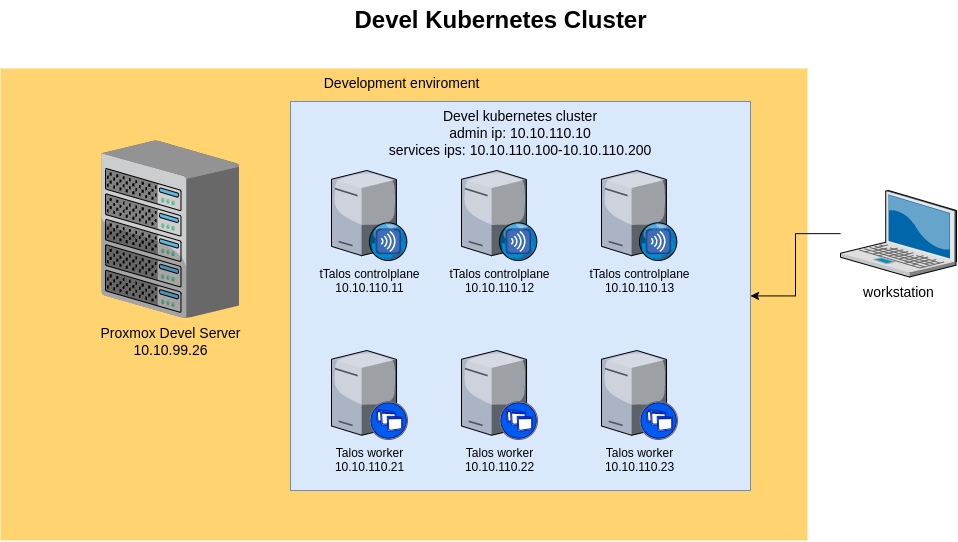 Devel Kubernetes Cluster
Development enviroment
Devel kubernetes cluster
admin ip: 10.10.110.10
services ips: 10.10.110.100-10.10.110.200
tTalos controlplane
10.10.110.11
tTalos controlplane
10.10.110.12
tTalos controlplane
10.10.110.13
Proxmox Devel Server
10.10.99.26
workstation
Talos worker
10.10.110.21
Talos worker
10.10.110.22
Talos worker
10.10.110.23